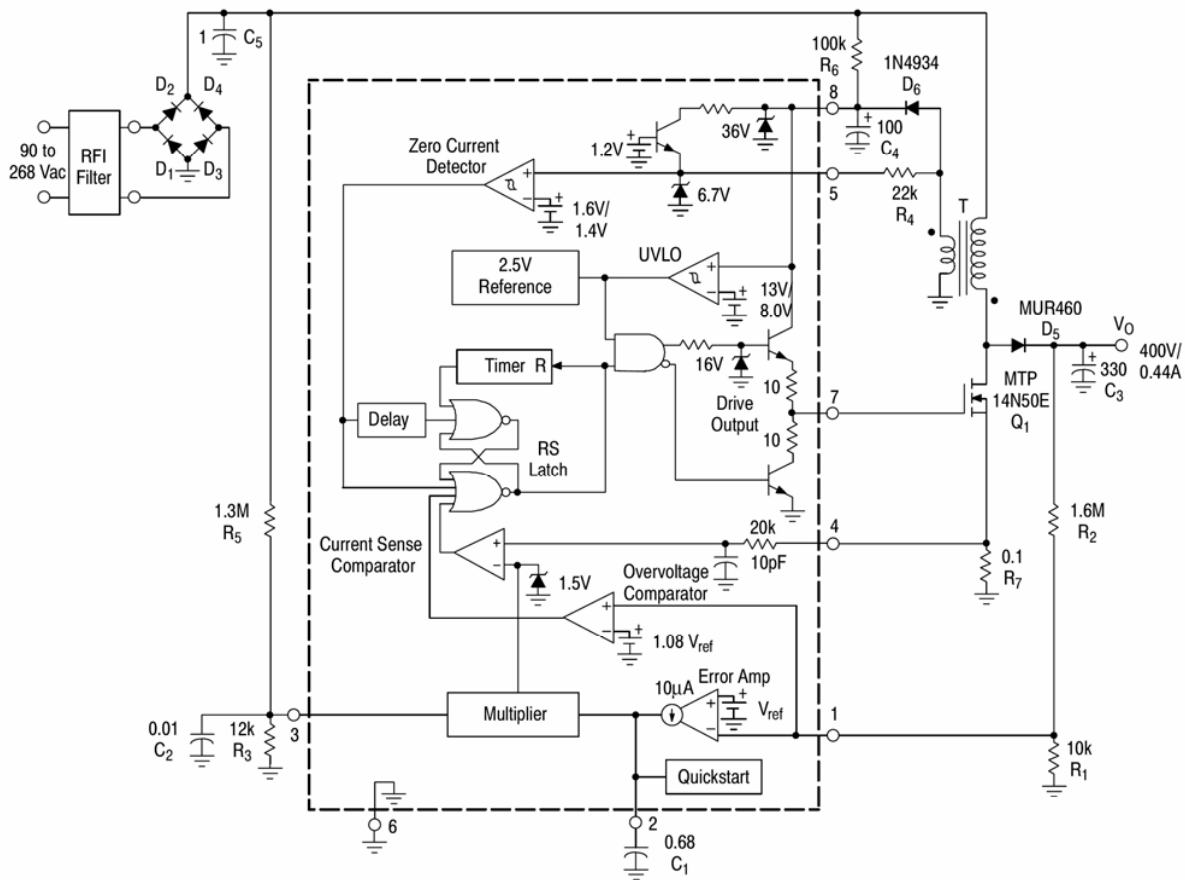 1
C5
100k
R6
1N4934
D6
8
D2
D4
D1
D3
90 to
268 Vac
RFI
Filter
36V
100
C4
1.2V
Zero Current
Detector
6.7V
5
22k
R4
T
1.6V/
1.4V
2.5V
Reference
UVLO
13V/
8.0V
MUR460
D5
VO
400V/
0.44A
330
C3
16V
10
Timer R
Drive
Output
7
MTP
14N50E
Q1
Delay
RS
Latch
10
1.3M
R5
20k
4
1.6M
R2
Current Sense
Comparator
10pF
0.1
R7
1.5V
Overvoltage
Comparator
1.08 Vref
Error Amp
10μA
Multiplier
Vref
1
0.01
C2
12k
R3
3
Quickstart
10k
R1
6
2
0.68
C1